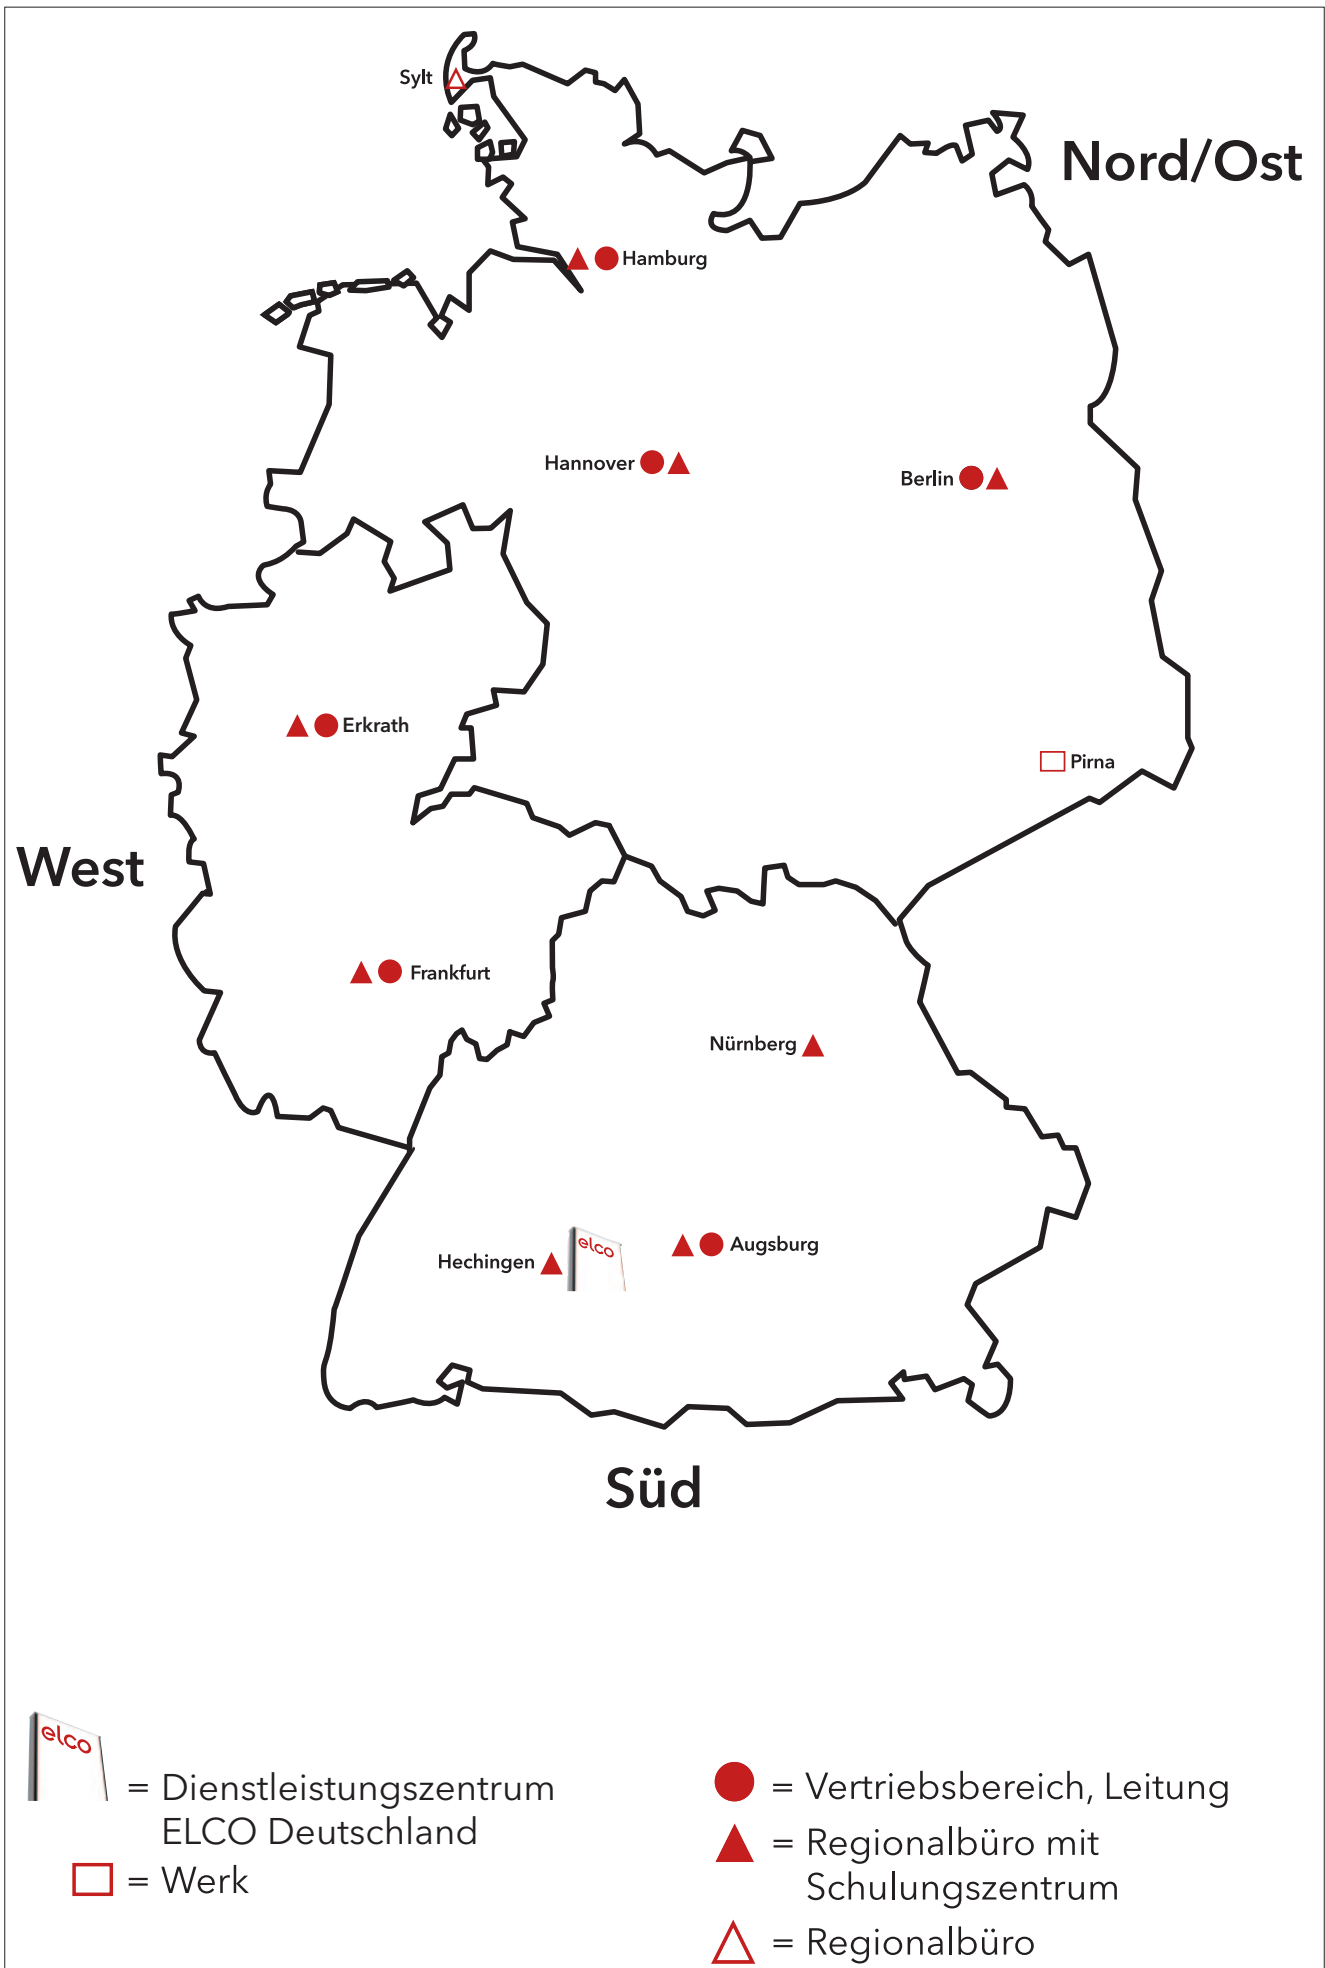 Sylt
Nord/Ost
Hamburg
Hannover
Berlin
Erkrath
Pirna
West
Frankfurt
Nürnberg
Hechingen
elco
Augsburg
Süd
elco
= Dienstleistungszentrum
ELCO Deutschland
= Werk
= Vertriebsbereich, Leitung
= Regionalbüro mit
Schulungszentrum
= Regionalbüro